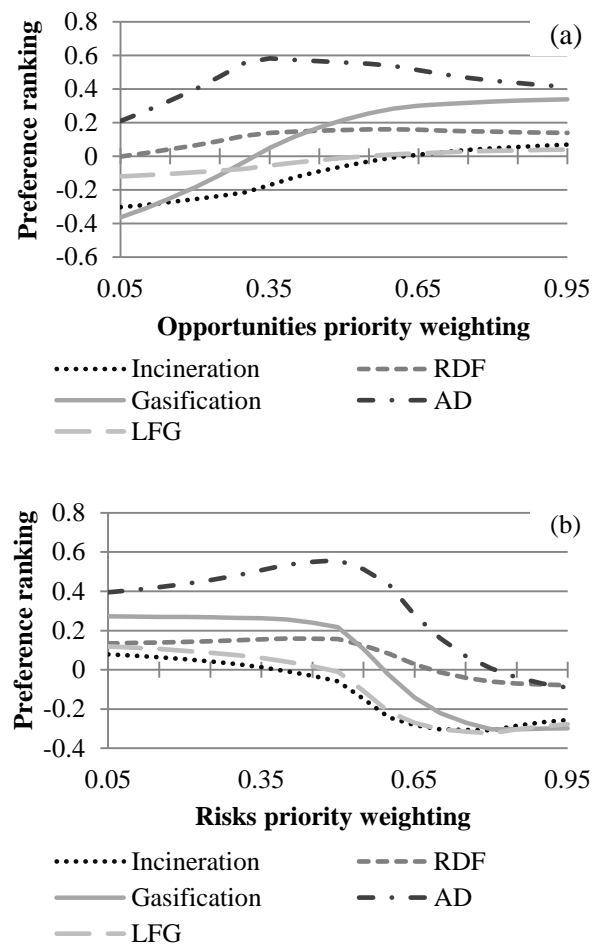 (a)
Preference ranking
0.8
0.6
0.4
0.2
0
-0.2
-0.4
-0.6
0.05 0.35 0.65 0.95
Opportunities priority weighting
Incineration RDF
Gasification AD
LFG
(b)
Preference ranking
0.8
0.6
0.4
0.2
0
-0.2
-0.4
0.05 0.35 0.65 0.95
Risks priority weighting
Incineration RDF
Gasification AD
LFG